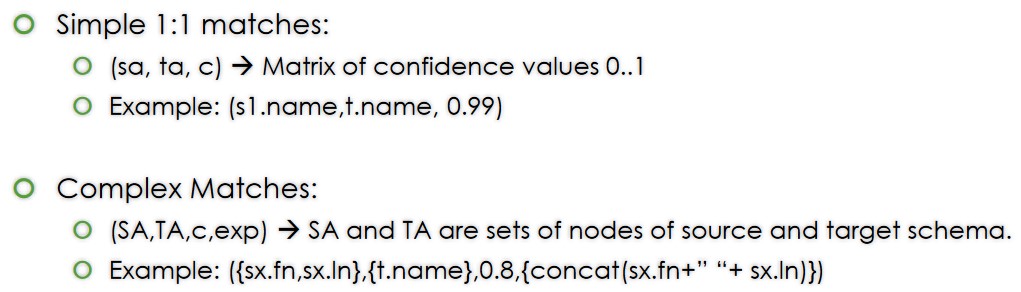 Simple 1:1 matches:
(sa, ta, c) → Matrix of confidence values 0..1
Example: (s1.name,t.name, 0.99)
Complex Matches:
(SA,TA,c,exp) → SA and TA are sets of nodes of source and target schema.
Example: ({sx.fn,sx.ln},{t.name},0.8,{concat(sx.fn+” “+ sx.ln)})